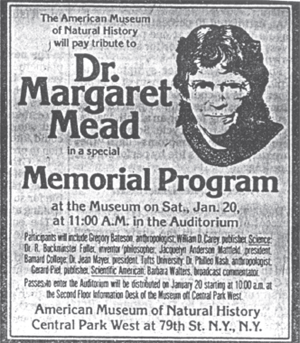 The American Museum
of Natural History
will pay tribute to
Dr.
Margaret
Mead
in a special
Memorial Program
at the Museum on Sat., Jan. 20,
at 11:00 A.M. in the Auditorium
Participants will include Gregory Bateson, anthropologist; William D. Carey, publisher, Science;
Dr. R. Buckminster Fuller, inventor/philosopher; Jacquelyn Anderson Mattfeld, president,
Barnard College; Dr. Jean Mayer, president, Tufts University; Dr. Philleo Nash, anthropologist;
Gerard Piel, publisher, Scientific American; Barbara Walters, broadcast commentator.
Passes to enter the Auditorium will be distributed on January 20 starting at 10:00 a.m. at
the Second Floor Information Desk of the Museum off Central Park West.
American Museum of Natural History
Central Park West at 79th St. N.Y., N.Y.